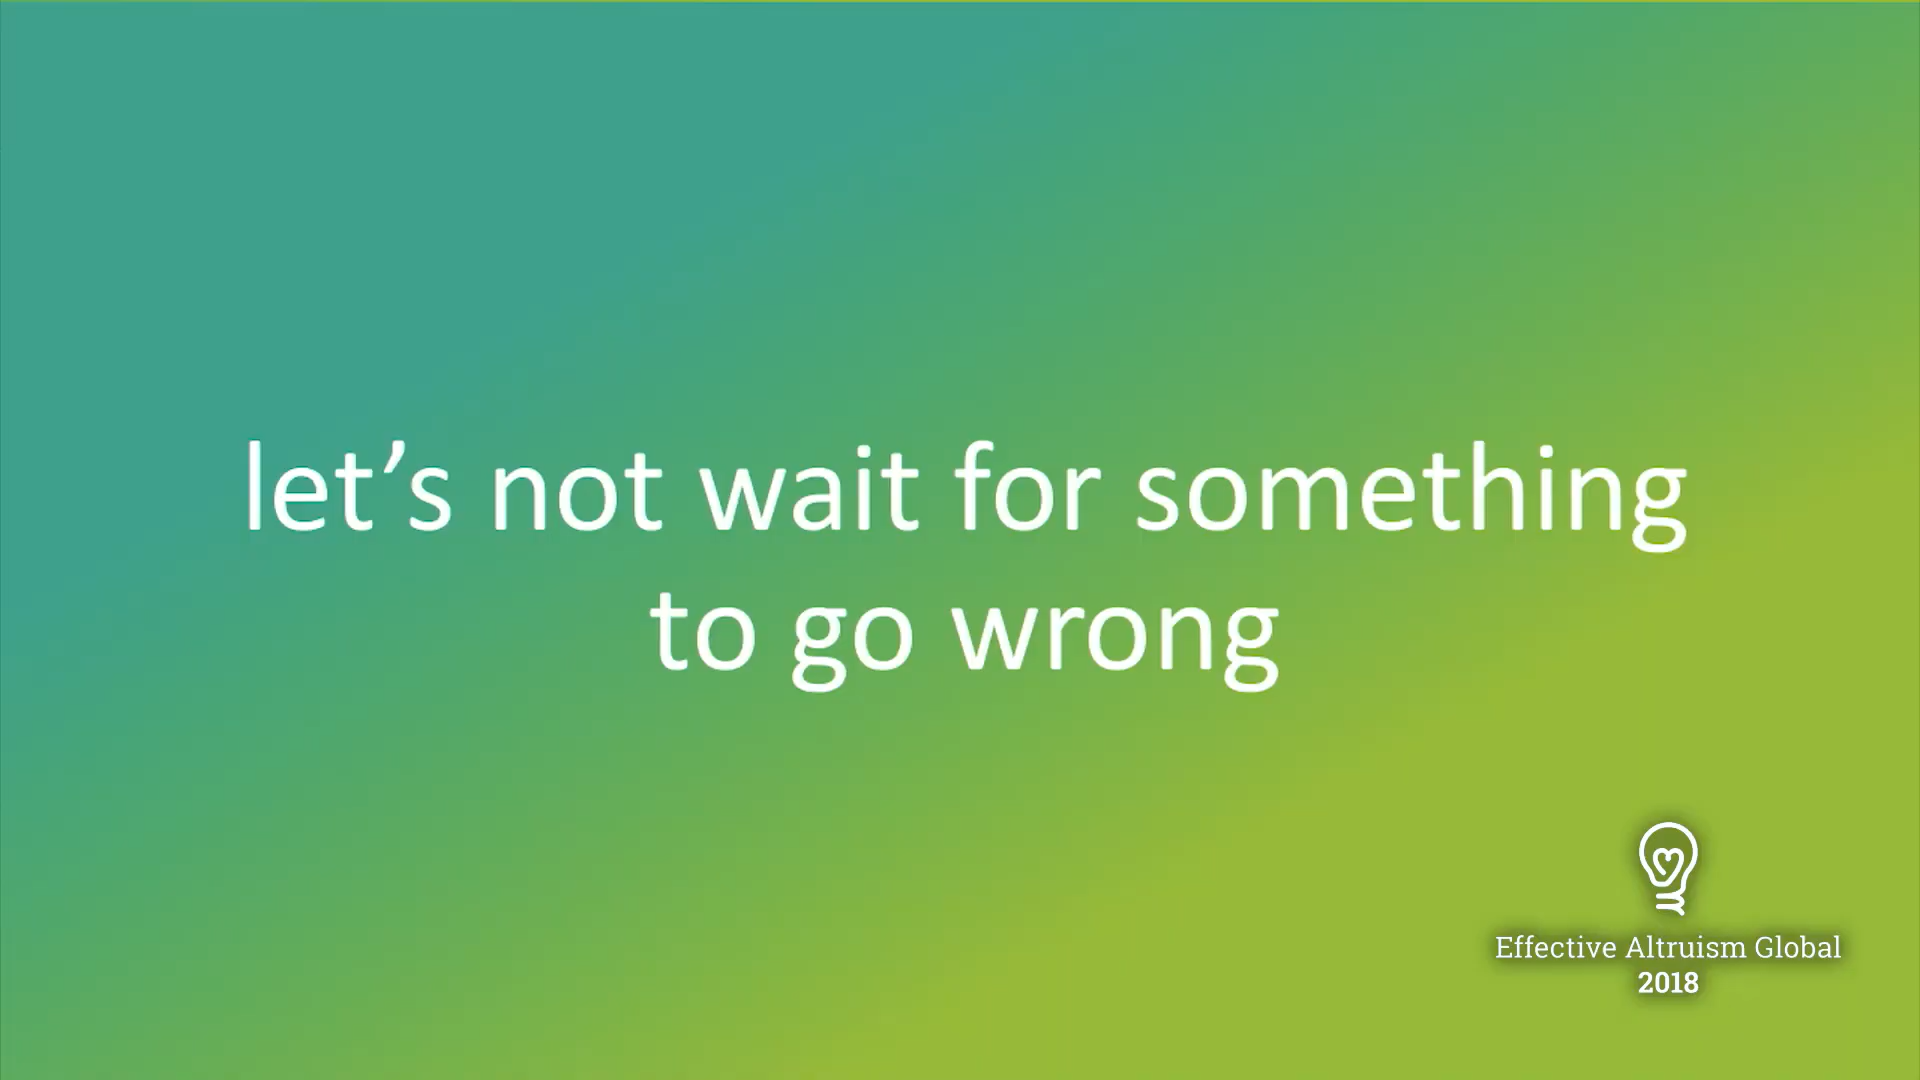 let’s not wait for something
to go wrong
Effective Altruism Global
2018